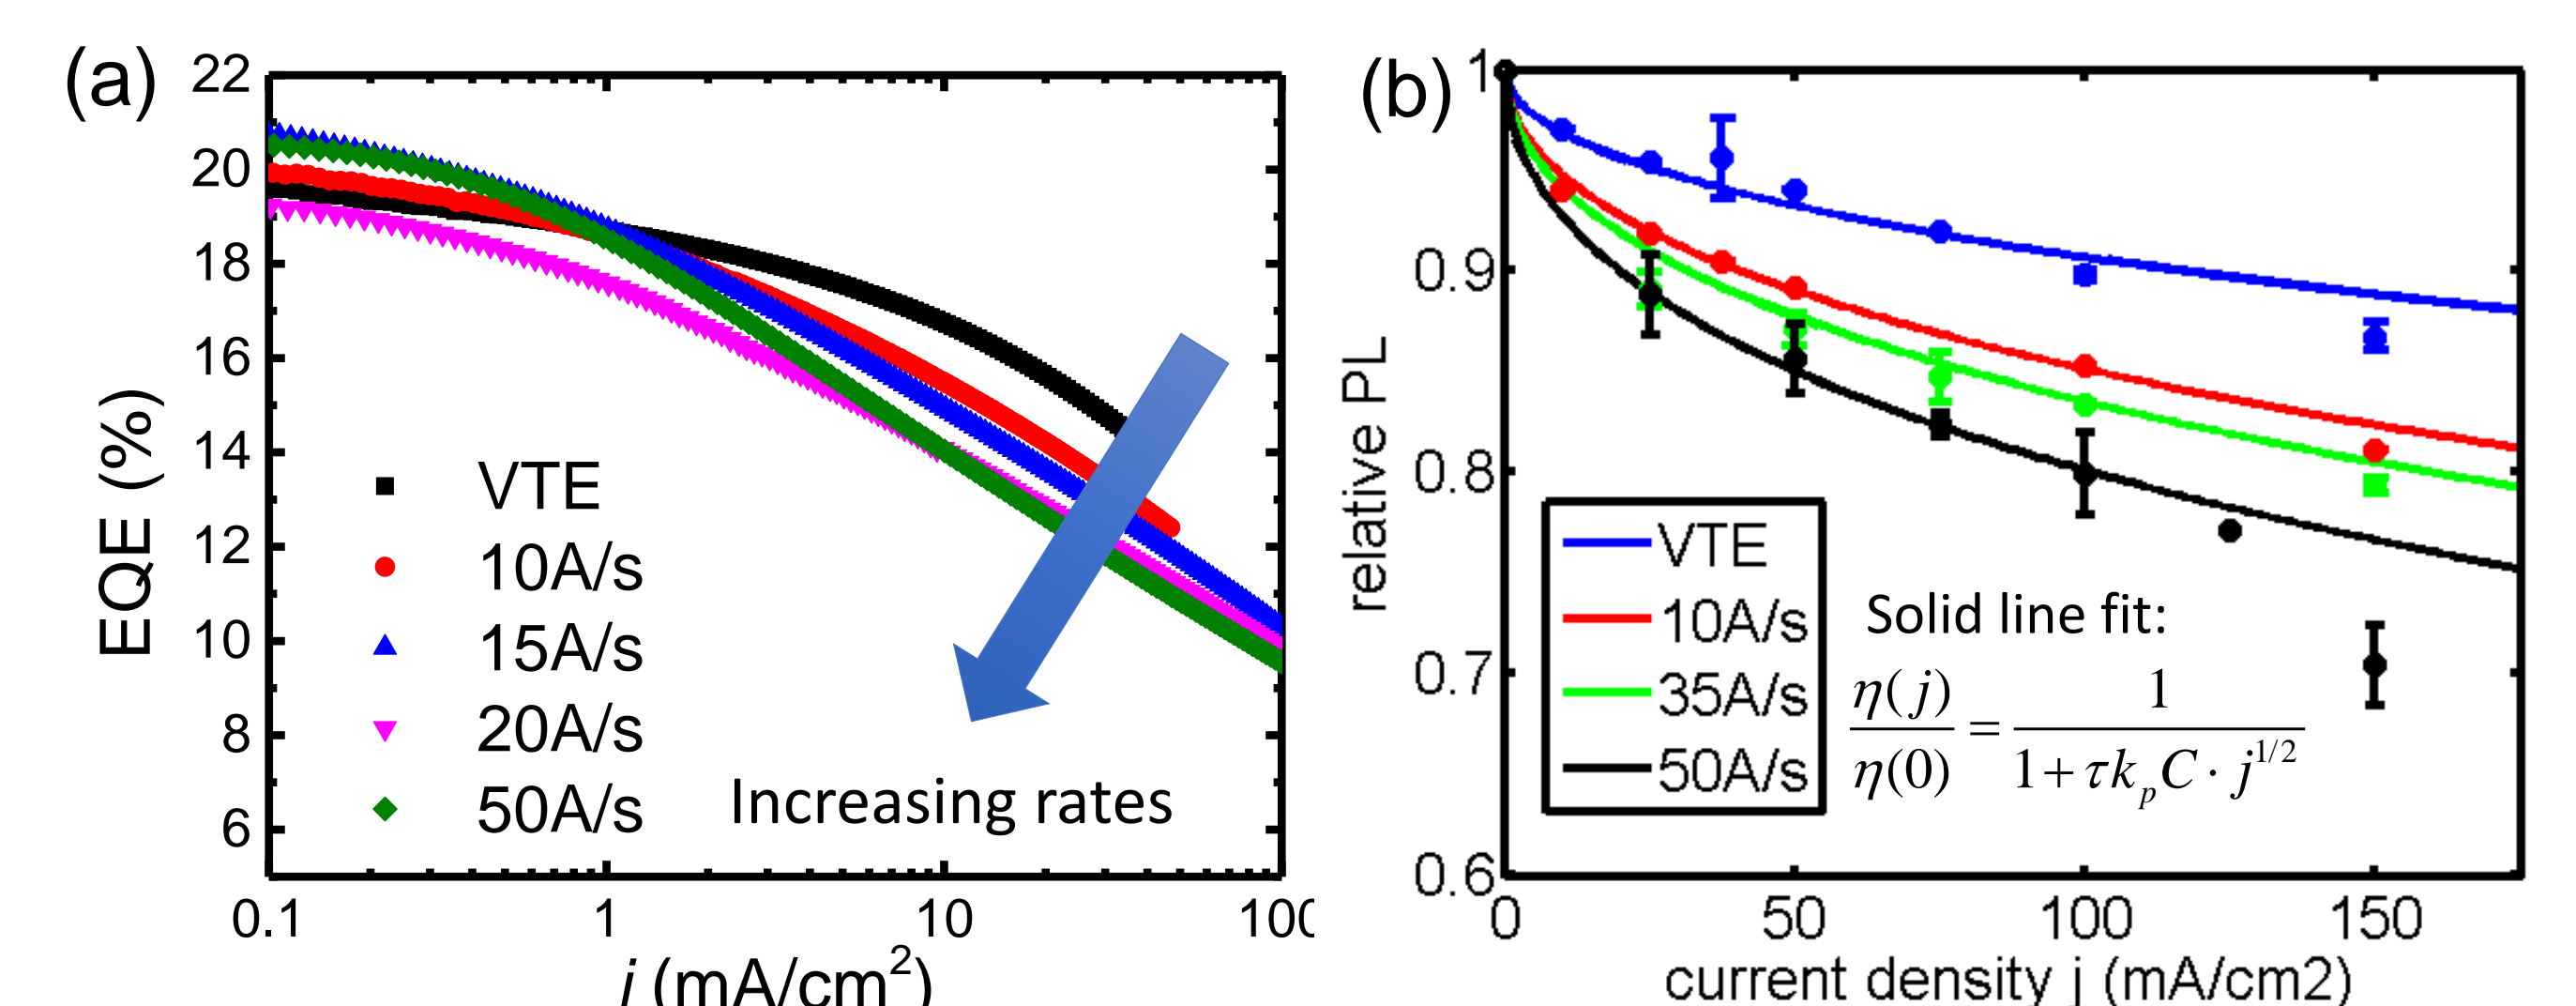 (a)
22
20
18
16
14
12
10
8
6
EQE (%)
VTE
10A/s
15A/s
20A/s
50A/s
Increasing rates
0.1 1 10 100
j (mA/cm²)
(b)
1
0.9
0.8
0.7
0.6
relative PL
VTE
10A/s
35A/s
50A/s
Solid line fit:
η(j)/η(0) = 1/(1+τk_pC·j^1/2)
0 50 100 150
current density j (mA/cm2)